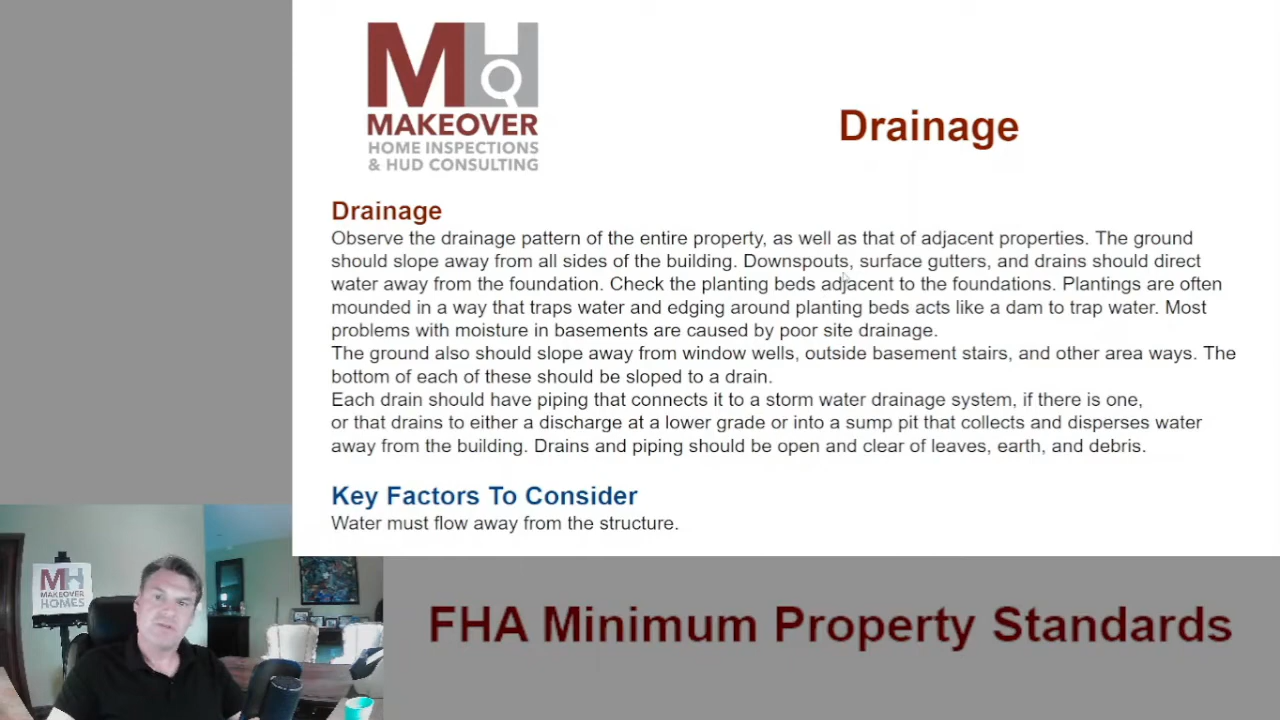 MH
MAKEOVER
HOME INSPECTIONS
& HUD CONSULTING
Drainage
Drainage
Observe the drainage pattern of the entire property, as well as that of adjacent properties. The ground
should slope away from all sides of the building. Downspouts, surface gutters, and drains should direct
water away from the foundation. Check the planting beds adjacent to the foundations. Plantings are often
mounded in a way that traps water and edging around planting beds acts like a dam to trap water. Most
problems with moisture in basements are caused by poor site drainage.
The ground also should slope away from window wells, outside basement stairs, and other area ways. The
bottom of each of these should be sloped to a drain.
Each drain should have piping that connects it to a storm water drainage system, if there is one,
or that drains to either a discharge at a lower grade or into a sump pit that collects and disperses water
away from the building. Drains and piping should be open and clear of leaves, earth, and debris.
Key Factors To Consider
Water must flow away from the structure.
MH
MAKEOVER
HOMES
FHA Minimum Property Standards